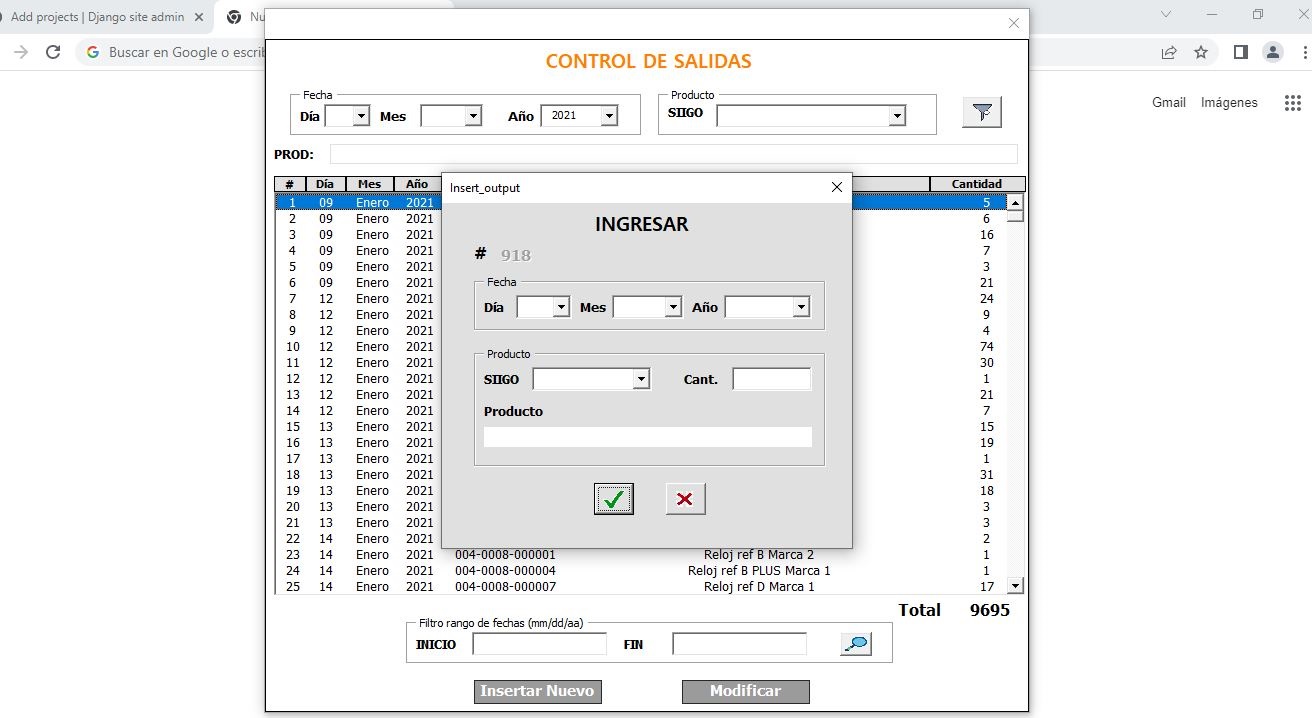 Add projects | Django site admin
Nu
Buscar en Google o escrib
Gmail Imágenes
CONTROL DE SALIDAS
Fecha
Día Mes Año 2021
Producto
SIIGO
PROD:
# Día Mes Año Cantidad
1 09 Enero 2021 5
2 09 Enero 2021 6
3 09 Enero 2021 16
4 09 Enero 2021 7
5 09 Enero 2021 3
6 09 Enero 2021 21
7 12 Enero 2021 24
8 12 Enero 2021 9
9 12 Enero 2021 4
10 12 Enero 2021 74
11 12 Enero 2021 30
12 12 Enero 2021 1
13 12 Enero 2021 21
14 12 Enero 2021 7
15 13 Enero 2021 15
16 13 Enero 2021 19
17 13 Enero 2021 1
18 13 Enero 2021 31
19 13 Enero 2021 18
20 13 Enero 2021 3
21 13 Enero 2021 3
22 14 Enero 2021 2
23 14 Enero 2021 004-0008-000001 Reloj ref B Marca 2 1
24 14 Enero 2021 004-0008-000004 Reloj ref B PLUS Marca 1 1
25 14 Enero 2021 004-0008-000007 Reloj ref D Marca 1 17
Insert_output
INGRESAR
# 918
Fecha
Día Mes Año
Producto
SIIGO Cant.
Producto
Total 9695
Filtro rango de fechas (mm/dd/aa)
INICIO FIN
Insertar Nuevo Modificar